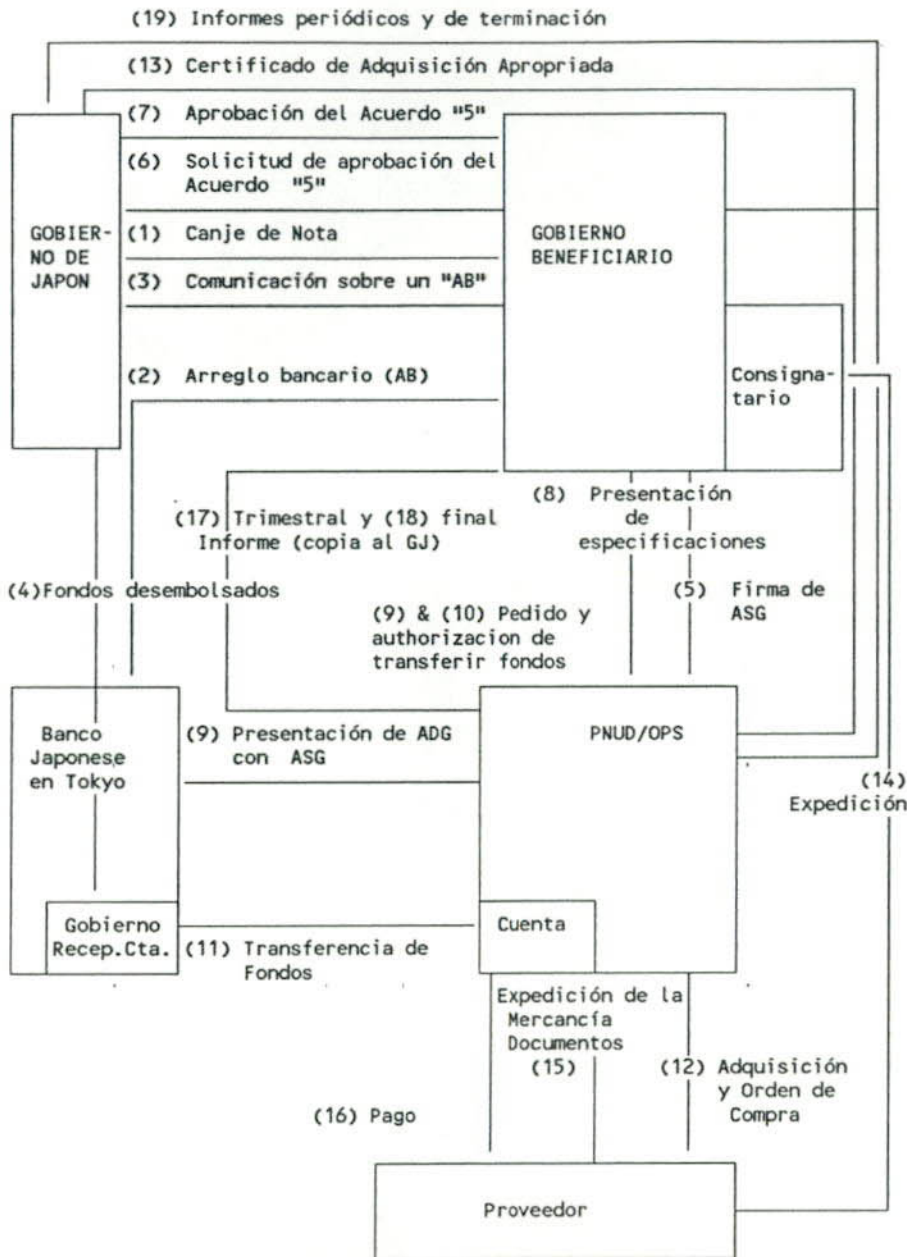 (19) Informes periódicos y de terminación
(13) Certificado de Adquisición Apropiada
(7) Aprobación del Acuerdo "5"
(6) Solicitud de aprobación del
Acuerdo "5"
GOBIER-
NO DE
JAPON
(1) Canje de Nota
(3) Comunicación sobre un "AB"
GOBIERNO
BENEFICIARIO
(2) Arreglo bancario (AB)
Consigna-
tario
(8) Presentación
de
especificaciones
(17) Trimestral y (18) final
Informe (copia al GJ)
(4)Fondos desembolsados
(5) Firma de
ASG
(9) & (10) Pedido y
authorizacion de
transferir fondos
Banco
Japonese
en Tokyo
(9) Presentación de ADG
con ASG
PNUD/OPS
(14)
Expedición
Gobierno
Recep.Cta.
(11) Transferencia de
Fondos
Cuenta
Expedición de la
Mercancía
Documentos
(15)
(12) Adquisición
y Orden de
Compra
(16) Pago
Proveedor